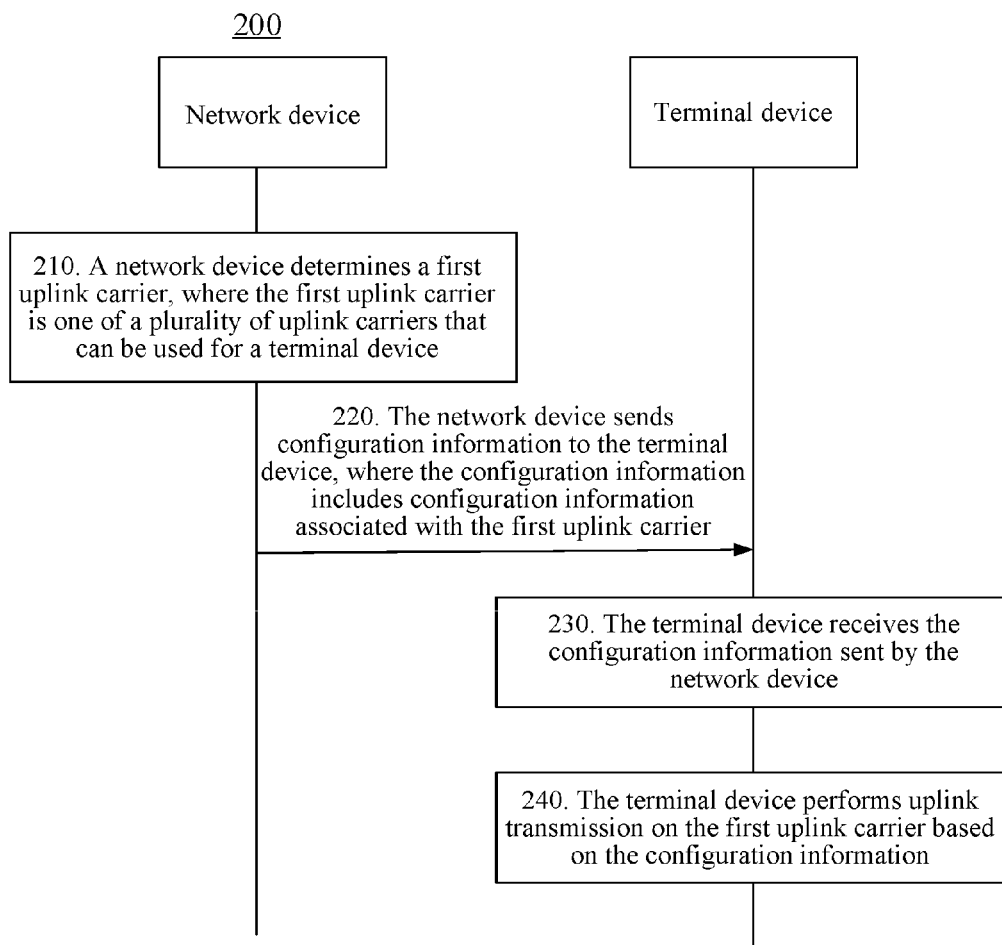 200
Network device
Terminal device
210. A network device determines a first
uplink carrier, where the first uplink carrier
is one of a plurality of uplink carriers that
can be used for a terminal device
220. The network device sends
configuration information to the terminal
device, where the configuration information
includes configuration information
associated with the first uplink carrier
230. The terminal device receives the
configuration information sent by the
network device
240. The terminal device performs uplink
transmission on the first uplink carrier based
on the configuration information